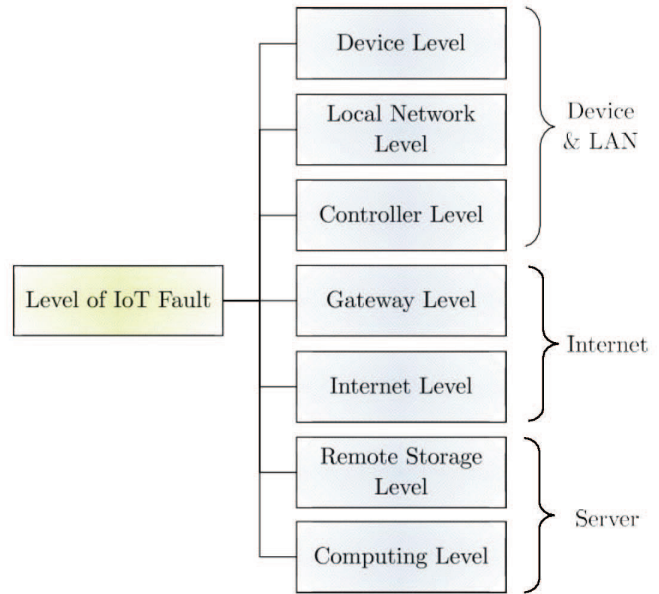 Device Level
Local Network
Level
Device
& LAN
Controller Level
Level of IoT Fault
Gateway Level
Internet
Internet Level
Remote Storage
Level
Server
Computing Level